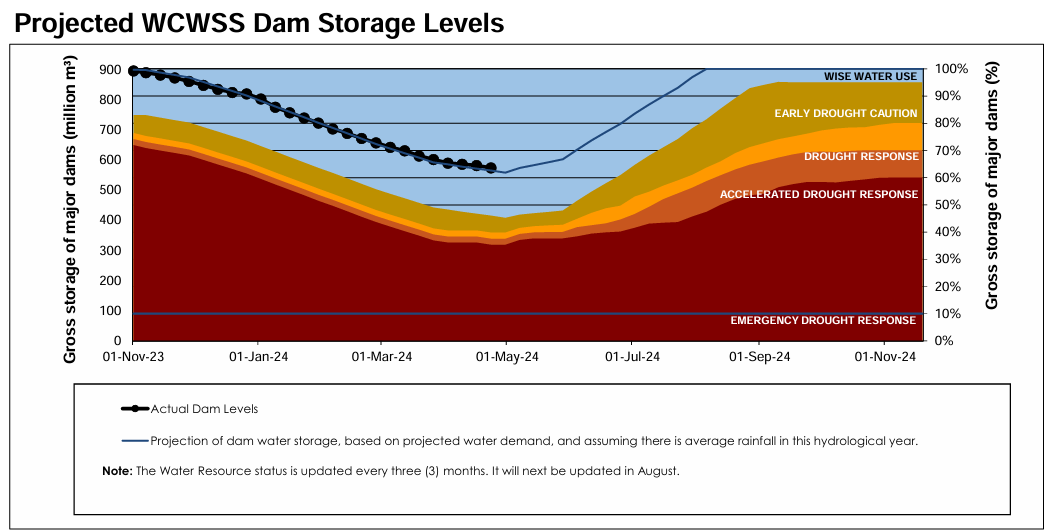 Projected WCWSS Dam Storage Levels
Gross storage of major dams (million m³)
900
800
700
600
500
400
300
200
100
0
WISE WATER USE
EARLY DROUGHT CAUTION
DROUGHT RESPONSE
ACCELERATED DROUGHT RESPONSE
EMERGENCY DROUGHT RESPONSE
100%
90%
80%
70%
60%
50%
40%
30%
20%
10%
0%
Gross storage of major dams (%)
01-Nov-23 01-Jan-24 01-Mar-24 01-May-24 01-Jul-24 01-Sep-24 01-Nov-24
Actual Dam Levels
Projection of dam water storage, based on projected water demand, and assuming there is average rainfall in this hydrological year.
Note: The Water Resource status is updated every three (3) months. It will next be updated in August.